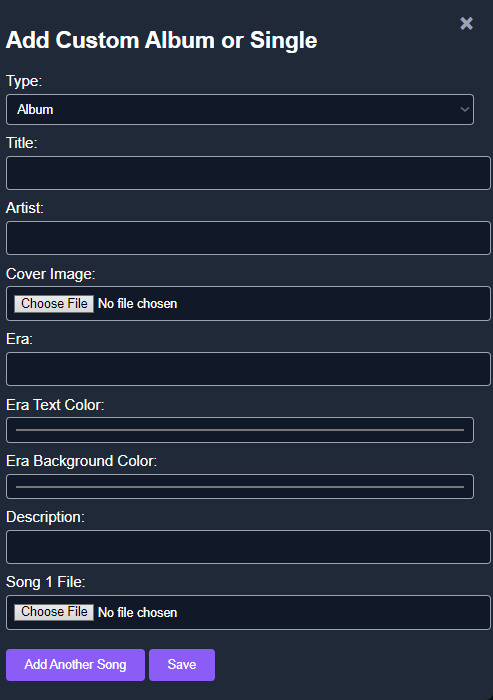 ×
Add Custom Album or Single
Type:
Album
Title:
Artist:
Cover Image:
Choose File No file chosen
Era:
Era Text Color:
Era Background Color:
Description:
Song 1 File:
Choose File No file chosen
Add Another Song Save